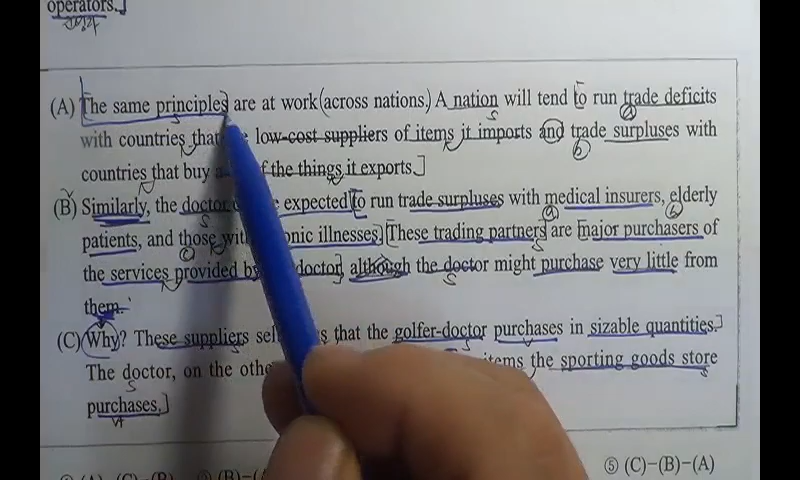 operators.
(A) The same principles are at work (across nations.) A nation will tend to run trade deficits
with countries that low-cost suppliers of items it imports and trade surpluses with
countries that buy of the things it exports.
(B) Similarly, the doctor expected to run trade surpluses with medical insurers, elderly
patients, and those with illnesses. These trading partners are major purchasers of
the services provided by doctor, although the doctor might purchase very little from
them.
(C) Why? These suppliers sell that the golfer-doctor purchases in sizable quantities.
The doctor, on the items the sporting goods store
purchases.
(C)-(B) (B)-
⑤ (C)-(B)-(A)